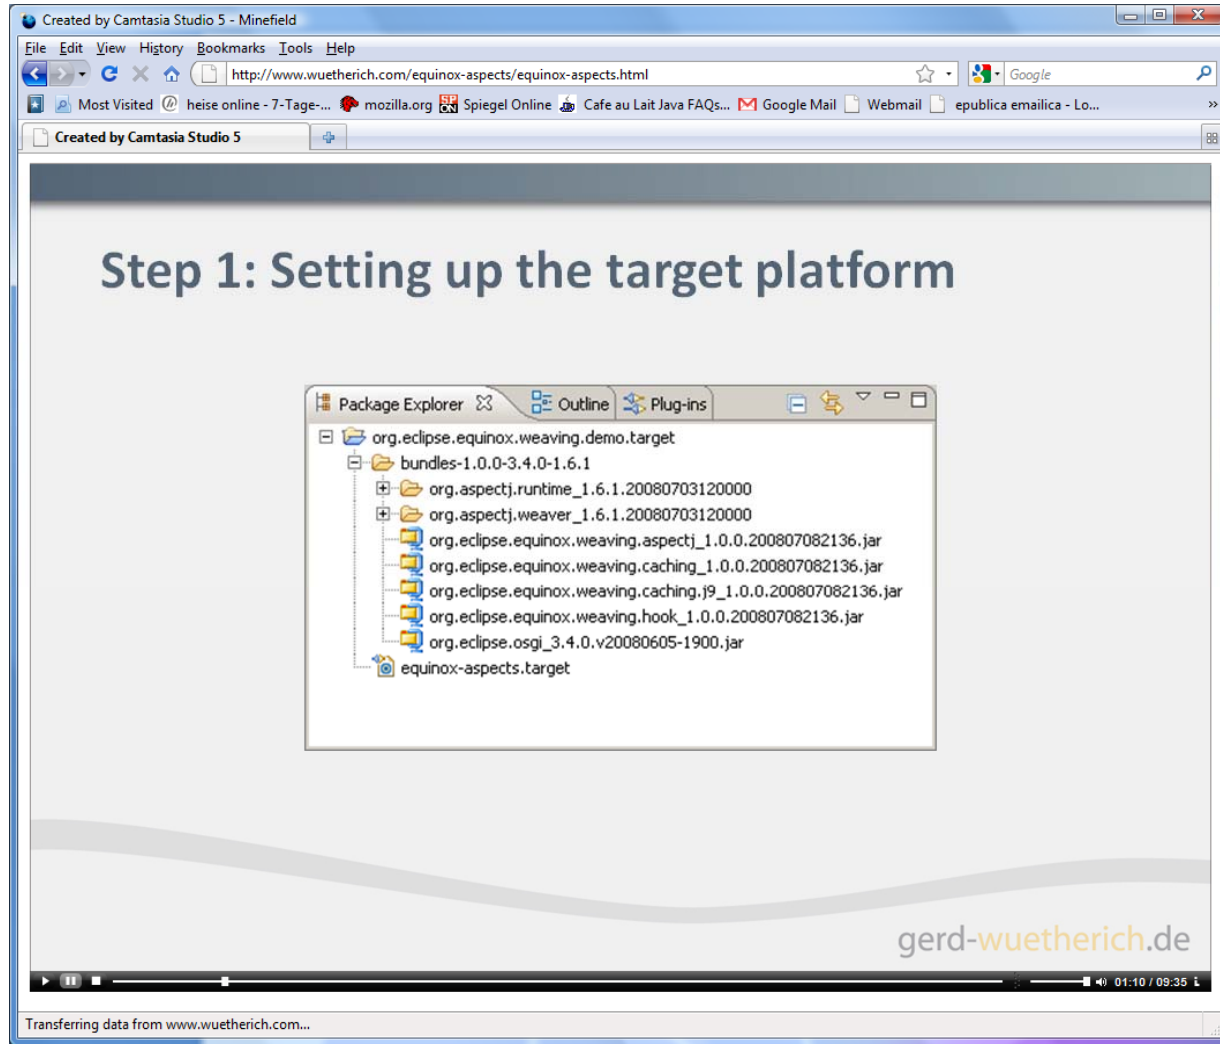 Created by Camtasia Studio 5 - Minefield
File Edit View History Bookmarks Tools Help
http://www.wuetherich.com/equinox-aspects/equinox-aspects.html Google
Most Visited heise online - 7-Tage-... mozilla.org SP ON Spiegel Online Cafe au Lait Java FAQs... Google Mail Webmail epublica emailica - Lo... »
Created by Camtasia Studio 5
Step 1: Setting up the target platform
Package Explorer Outline Plug-ins
org.eclipse.equinox.weaving.demo.target
bundles-1.0.0-3.4.0-1.6.1
org.aspectj.runtime_1.6.1.20080703120000
org.aspectj.weaver_1.6.1.20080703120000
org.eclipse.equinox.weaving.aspectj_1.0.0.200807082136.jar
org.eclipse.equinox.weaving.caching_1.0.0.200807082136.jar
org.eclipse.equinox.weaving.caching.j9_1.0.0.200807082136.jar
org.eclipse.equinox.weaving.hook_1.0.0.200807082136.jar
org.eclipse.osgi_3.4.0.v20080605-1900.jar
equinox-aspects.target
gerd-wuetherich.de
01:10 / 09:35 i
Transferring data from www.wuetherich.com...